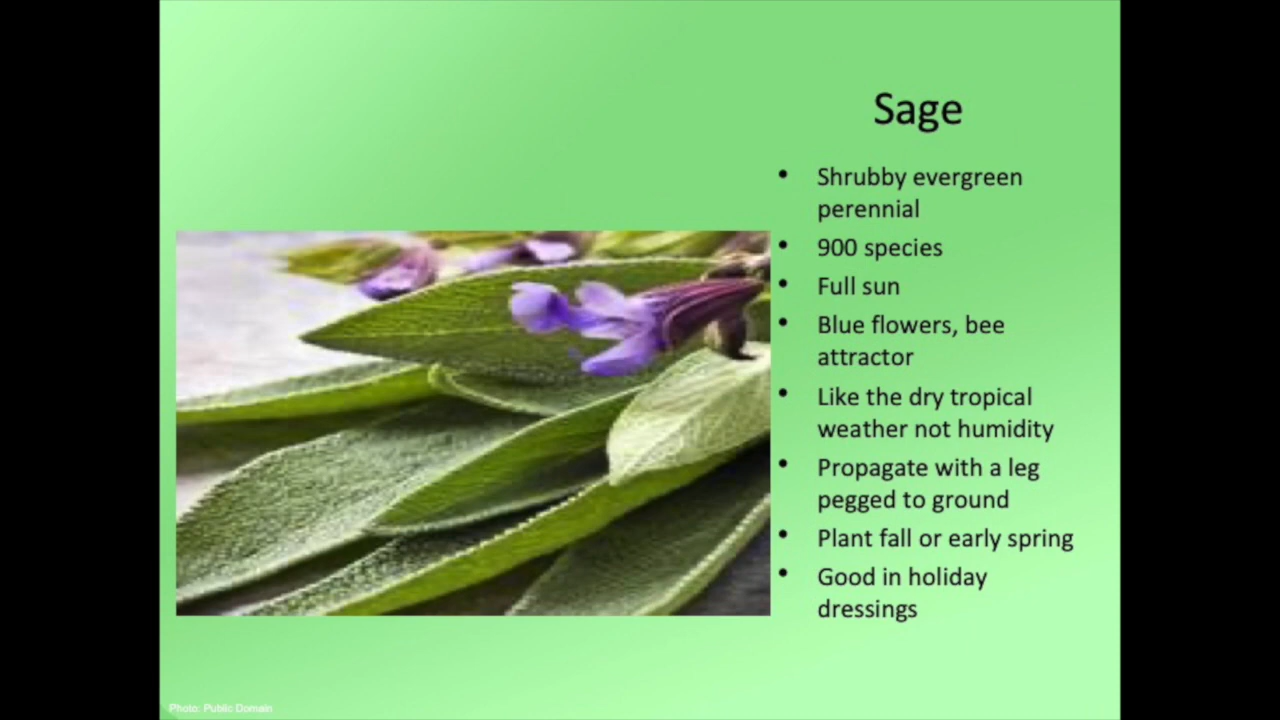 Sage
• Shrubby evergreen
perennial
• 900 species
• Full sun
• Blue flowers, bee
attractor
• Like the dry tropical
weather not humidity
• Propagate with a leg
pegged to ground
• Plant fall or early spring
• Good in holiday
dressings
Photo: Public Domain